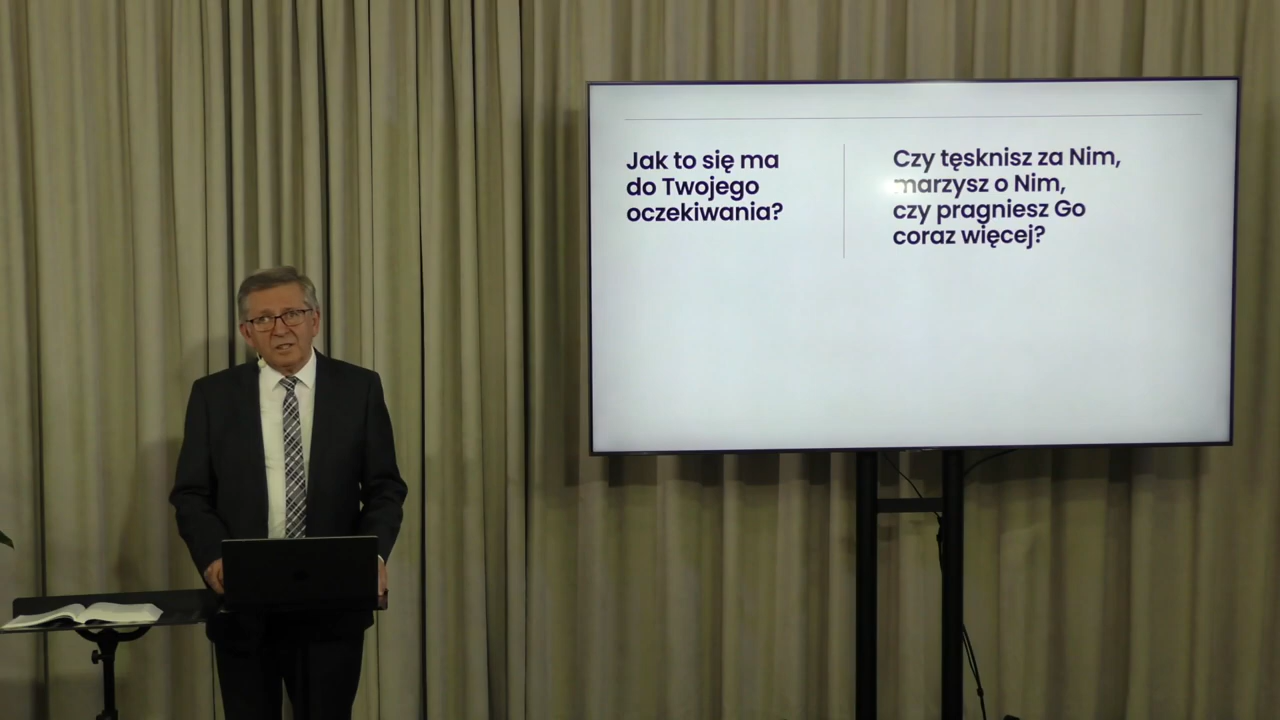 Jak to się ma
do Twojego
oczekiwania?
Czy tęsknisz za Nim,
marzysz o Nim,
czy pragniesz Go
coraz więcej?